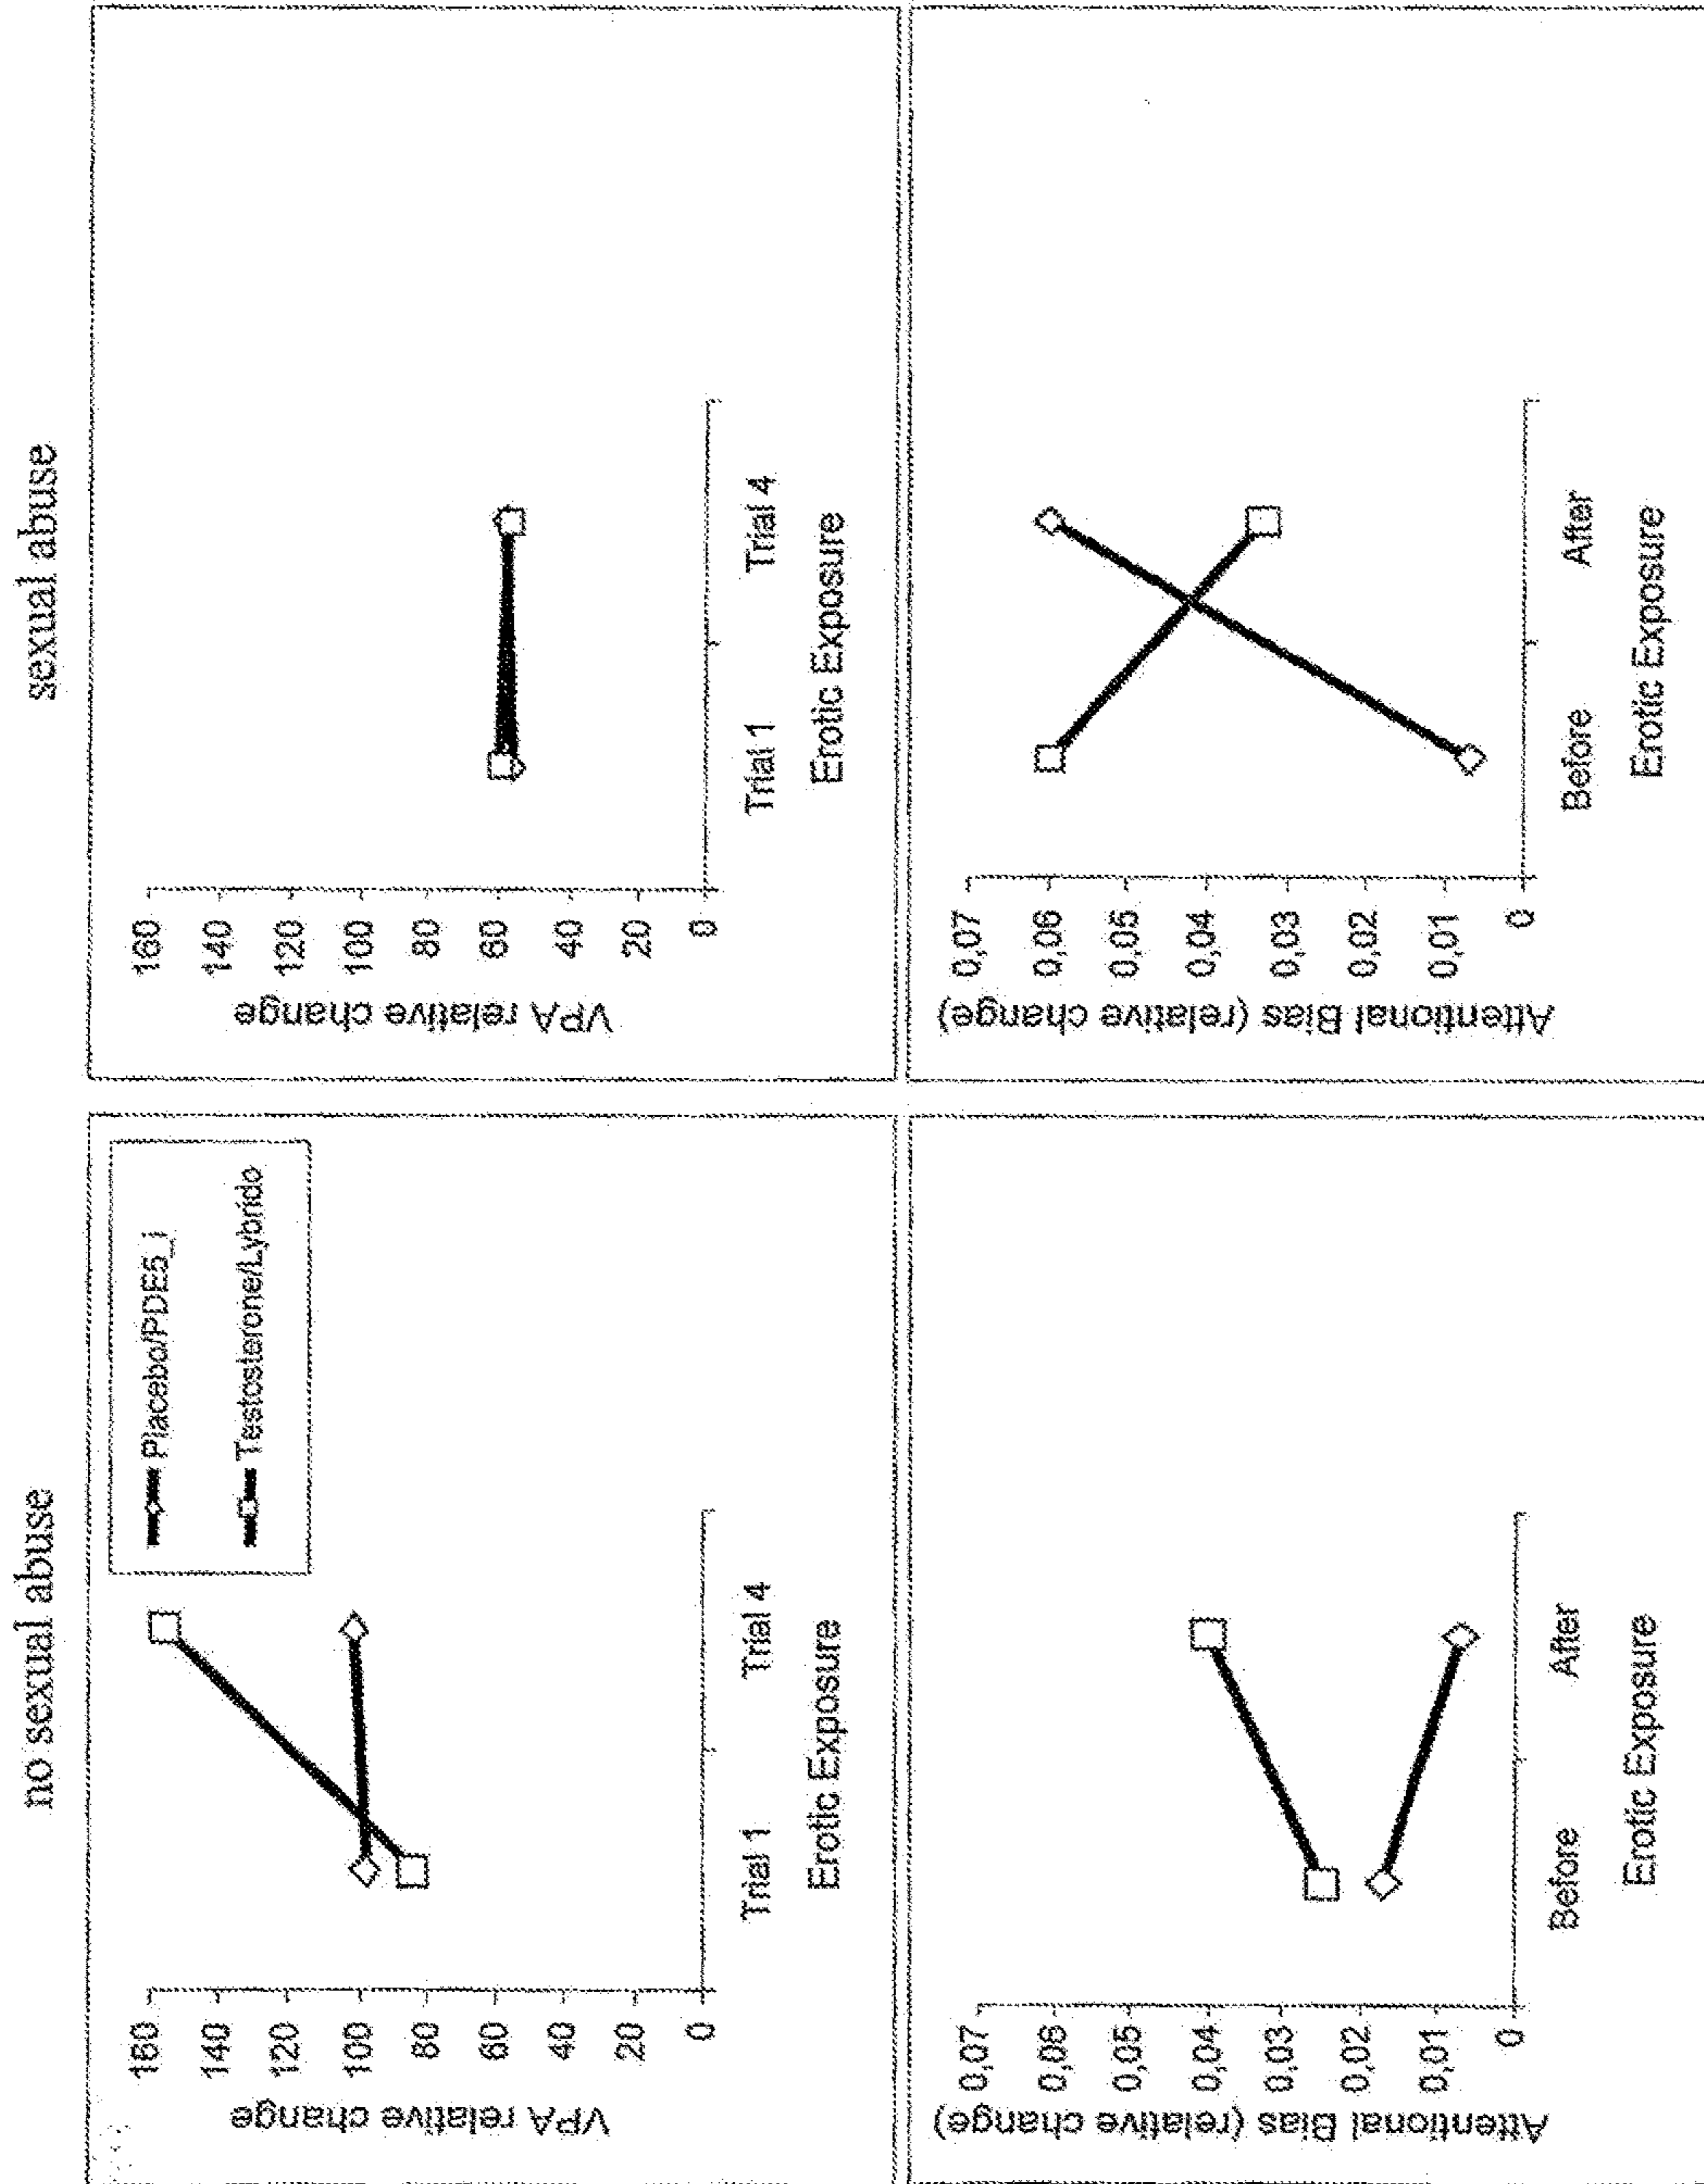 no sexual abuse
VPA relative change
160
140
120
100
80
60
40
20
0
Placebo/PDE5_i
Testosterone/Lybrido
Trial 1
Trial 4
Erotic Exposure
sexual abuse
VPA relative change
160
140
120
100
80
60
40
20
0
Trial 1
Trial 4
Erotic Exposure
Attentional Bias (relative change)
0,07
0,06
0,05
0,04
0,03
0,02
0,01
0
Before
After
Erotic Exposure
Attentional Bias (relative change)
0,07
0,06
0,05
0,04
0,03
0,02
0,01
0
Before
After
Erotic Exposure